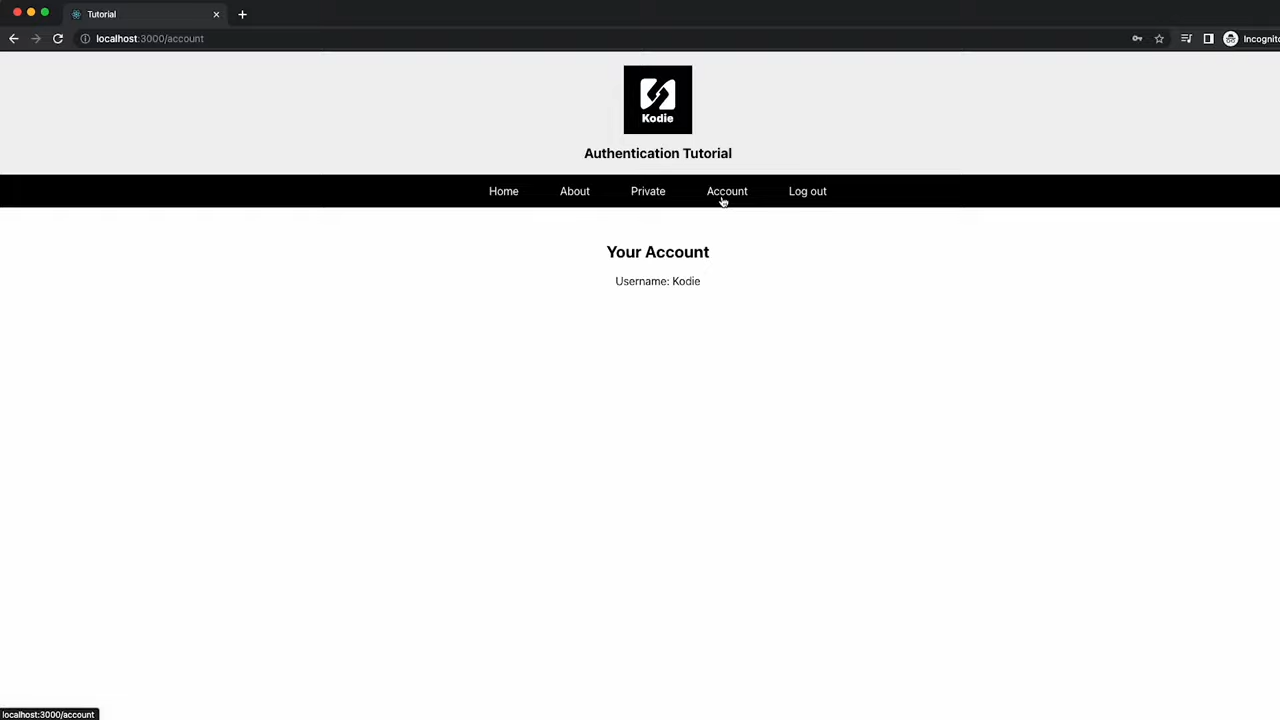 Tutorial
localhost:3000/account
Incognito
Kodie
Authentication Tutorial
Home About Private Account Log out
Your Account
Username: Kodie
localhost:3000/account